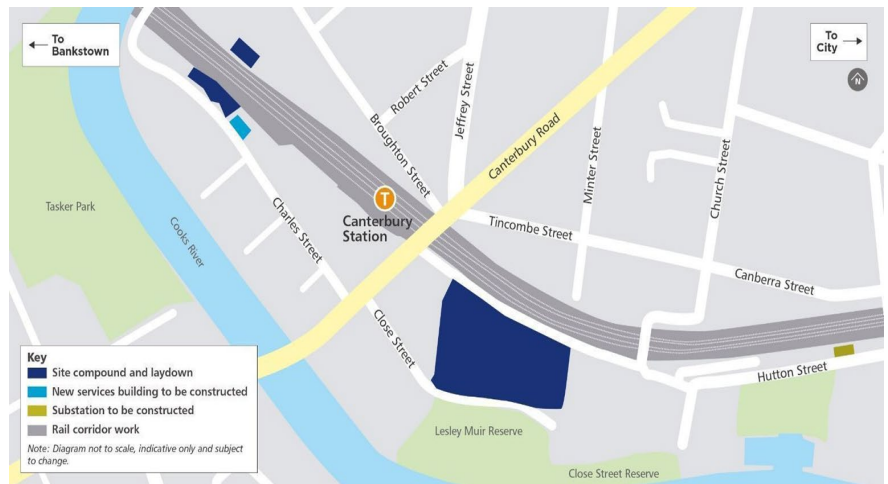 To
Bankstown
To
City
N
Robert Street
Jeffrey Street
Broughton Street
Canterbury Road
Minter Street
Church Street
T
Canterbury
Station
Tincombe Street
Canberra Street
Tasker Park
Cooks River
Charles Street
Close Street
Hutton Street
Lesley Muir Reserve
Close Street Reserve
Key
Site compound and laydown
New services building to be constructed
Substation to be constructed
Rail corridor work
Note: Diagram not to scale, indicative only and subject
to change.